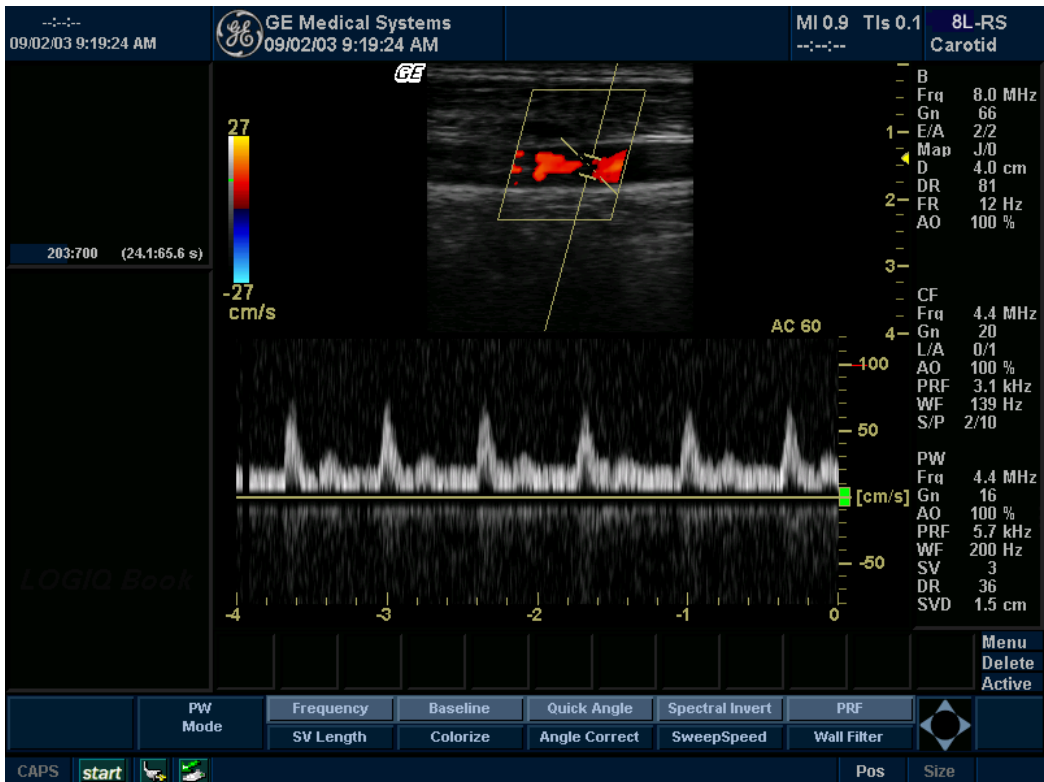 --:--:--
09/02/03 9:19:24 AM
GE Medical Systems
09/02/03 9:19:24 AM
MI 0.9 TIs 0.1
--:--:--
8L-RS
Carotid
GE
27
-27
cm/s
203:700 (24.1:65.6 s)
LOGIQ Book
1
2
3
4
AC 60
B
Frq 8.0 MHz
Gn 66
E/A 2/2
Map J/0
D 4.0 cm
DR 81
FR 12 Hz
AO 100 %
CF
Frq 4.4 MHz
Gn 20
L/A 0/1
AO 100 %
PRF 3.1 kHz
WF 139 Hz
S/P 2/10
PW
Frq 4.4 MHz
Gn 16
AO 100 %
PRF 5.7 kHz
WF 200 Hz
SV 3
DR 36
SVD 1.5 cm
100
50
[cm/s]
-50
-4 -3 -2 -1 0
Menu
Delete
Active
PW
Mode
Frequency Baseline Quick Angle Spectral Invert PRF
SV Length Colorize Angle Correct SweepSpeed Wall Filter
CAPS start Pos Size